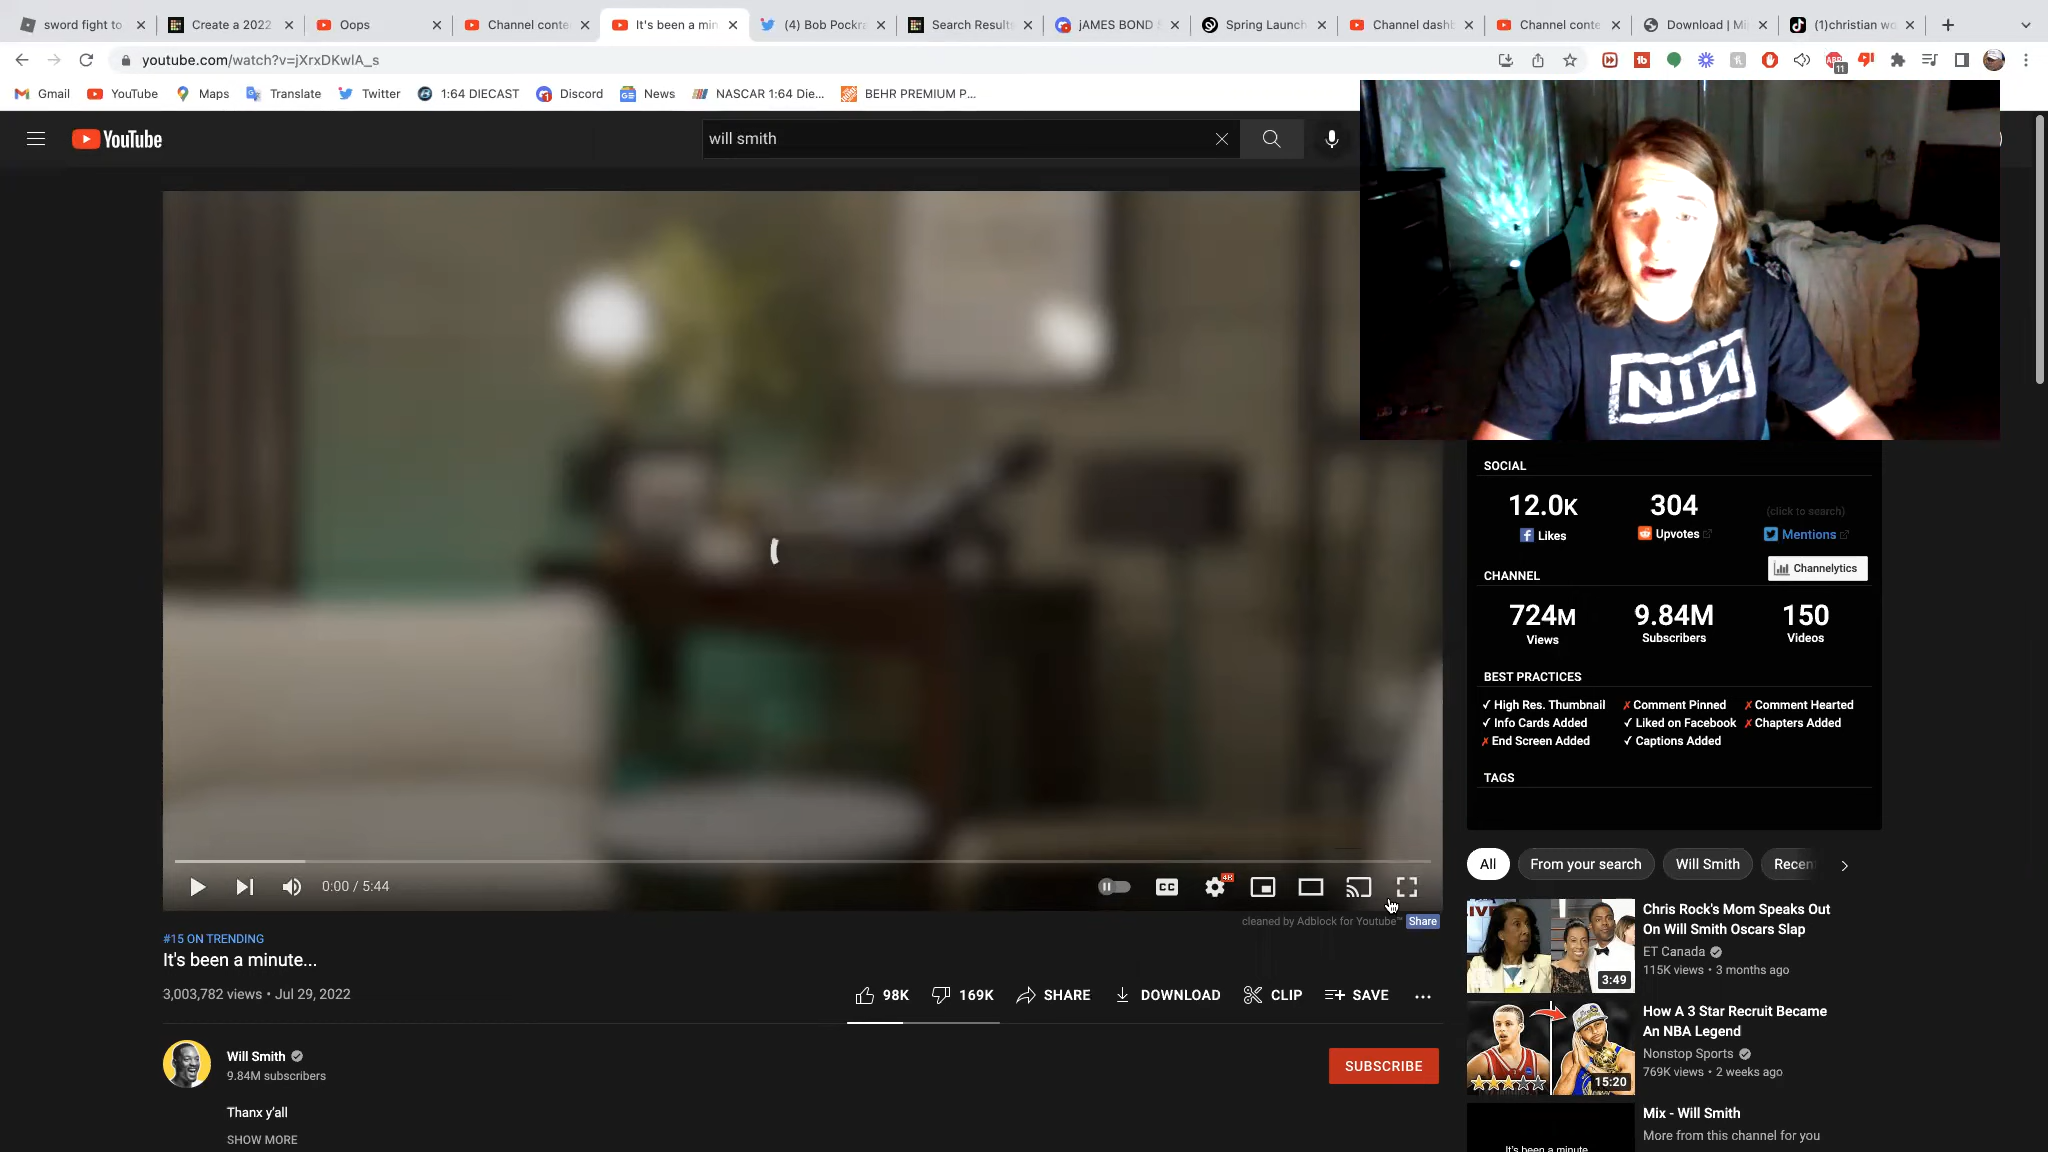 sword fight to
Create a 2022
Oops
Channel conte
It's been a min
(4) Bob Pockra
Search Results
jAMES BOND
Spring Launch
Channel dashb
Channel conte
Download | Mi
(1)christian wo
youtube.com/watch?v=jXrxDKwlA_s
11
Gmail
YouTube
Maps
Translate
Twitter
1:64 DIECAST
Discord
News
NASCAR 1:64 Die...
BEHR PREMIUM P...
YouTube
will smith
NIN
SOCIAL
12.0K
304
(click to search)
Likes
Upvotes
Mentions
CHANNEL
Channelytics
724M
9.84M
150
Views
Subscribers
Videos
BEST PRACTICES
✓ High Res. Thumbnail ✗ Comment Pinned ✗ Comment Hearted
✓ Info Cards Added ✓ Liked on Facebook ✗ Chapters Added
✗ End Screen Added ✓ Captions Added
TAGS
0:00 / 5:44
CC
4K
cleaned by Adblock for Youtube™ Share
#15 ON TRENDING
It's been a minute...
3,003,782 views • Jul 29, 2022
98K
169K
SHARE
DOWNLOAD
CLIP
SAVE
Will Smith
9.84M subscribers
SUBSCRIBE
Thanx y'all
SHOW MORE
All
From your search
Will Smith
Recen
Chris Rock's Mom Speaks Out
On Will Smith Oscars Slap
ET Canada
115K views • 3 months ago
3:49
How A 3 Star Recruit Became
An NBA Legend
Nonstop Sports
769K views • 2 weeks ago
15:20
Mix - Will Smith
More from this channel for you
It's been a minute